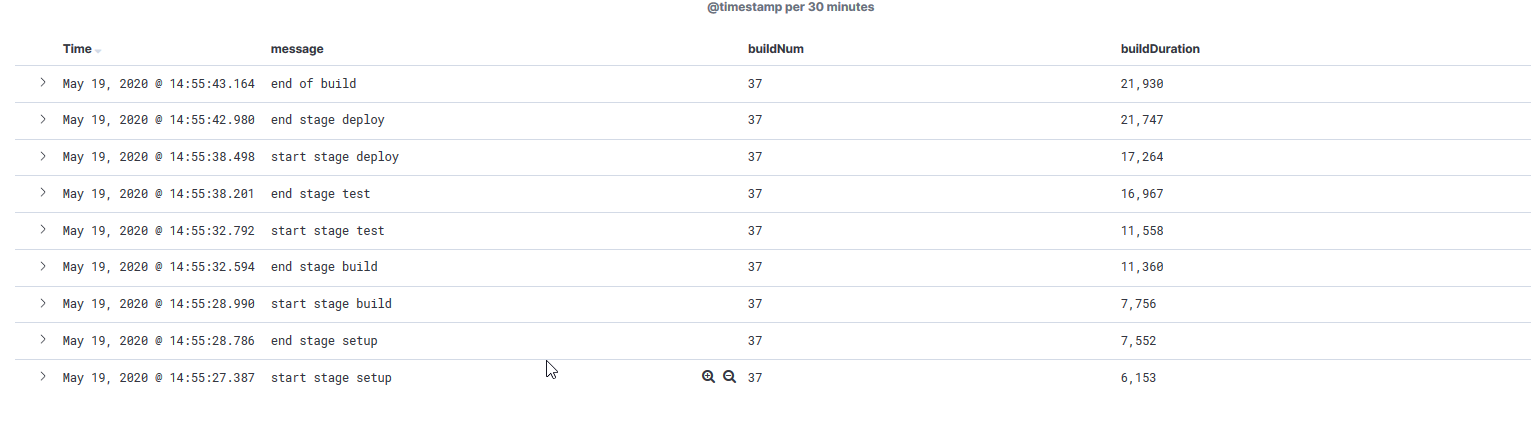 @timestamp per 30 minutes
Time message buildNum buildDuration
May 19, 2020 @ 14:55:43.164 end of build 37 21,930
May 19, 2020 @ 14:55:42.980 end stage deploy 37 21,747
May 19, 2020 @ 14:55:38.498 start stage deploy 37 17,264
May 19, 2020 @ 14:55:38.201 end stage test 37 16,967
May 19, 2020 @ 14:55:32.792 start stage test 37 11,558
May 19, 2020 @ 14:55:32.594 end stage build 37 11,360
May 19, 2020 @ 14:55:28.990 start stage build 37 7,756
May 19, 2020 @ 14:55:28.786 end stage setup 37 7,552
May 19, 2020 @ 14:55:27.387 start stage setup 37 6,153